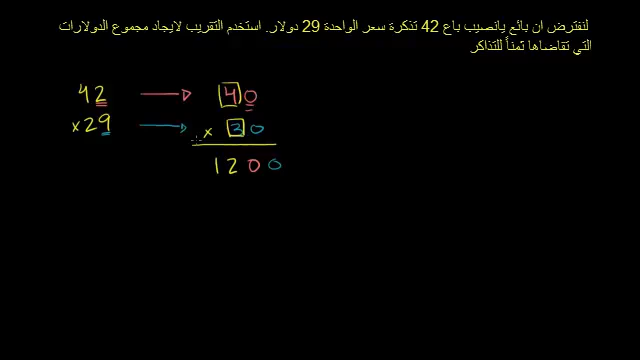 لنفترض ان بائع يانصيب باع 42 تذكرة سعر الواحدة 29 دولار. استخدم التقريب لايجاد مجموع الدولارات
التي تقاضاها ثمناً للتذاكر
42 → 40
×29 → × 30
1200